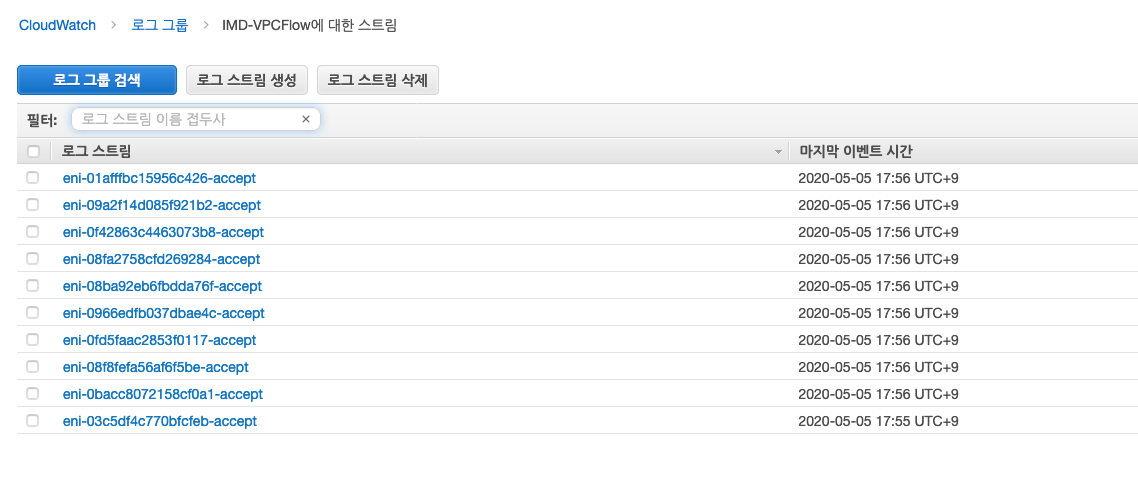 CloudWatch > 로그 그룹 > IMD-VPCFlow에 대한 스트림
로그 그룹 검색 로그 스트림 생성 로그 스트림 삭제
필터: 로그 스트림 이름 접두사 ×
로그 스트림 마지막 이벤트 시간
eni-01afffbc15956c426-accept 2020-05-05 17:56 UTC+9
eni-09a2f14d085f921b2-accept 2020-05-05 17:56 UTC+9
eni-0f42863c4463073b8-accept 2020-05-05 17:56 UTC+9
eni-08fa2758cfd269284-accept 2020-05-05 17:56 UTC+9
eni-08ba92eb6fbdda76f-accept 2020-05-05 17:56 UTC+9
eni-0966edfb037dbae4c-accept 2020-05-05 17:56 UTC+9
eni-0fd5faac2853f0117-accept 2020-05-05 17:56 UTC+9
eni-08f8fefa56af6f5be-accept 2020-05-05 17:56 UTC+9
eni-0bacc8072158cf0a1-accept 2020-05-05 17:56 UTC+9
eni-03c5df4c770bfcfeb-accept 2020-05-05 17:55 UTC+9